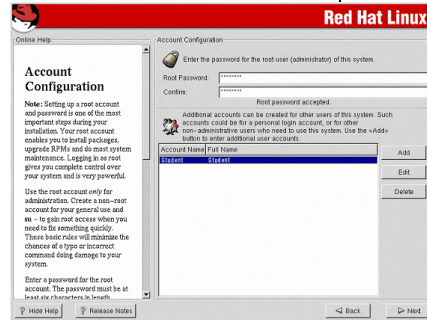 Red Hat Linux
Online Help
Account
Configuration
Note: Setting up a root account
and password is one of the most
important steps during your
installation. Your root account
enables you to install packages,
upgrade RPMs and do most system
maintenance. Logging in as root
gives you complete control over
your system and is very powerful.
Use the root account only for
administration. Create a non-root
account for your general use and
su - to gain root access when you
need to fix something quickly.
These basic rules will minimize the
chances of a typo or incorrect
command doing damage to your
system.
Enter a password for the root
account. The password must be at
least six characters in length.
Account Configuration
Enter the password for the root user (administrator) of this system.
Root Password: ********
Confirm: ********
Root password accepted.
Additional accounts can be created for other users of this system. Such
accounts could be for a personal login account, or for other
non-administrative users who need to use this system. Use the <Add>
button to enter additional user accounts.
Account Name Full Name
Student Student
Add
Edit
Delete
Hide Help Release Notes Back Next